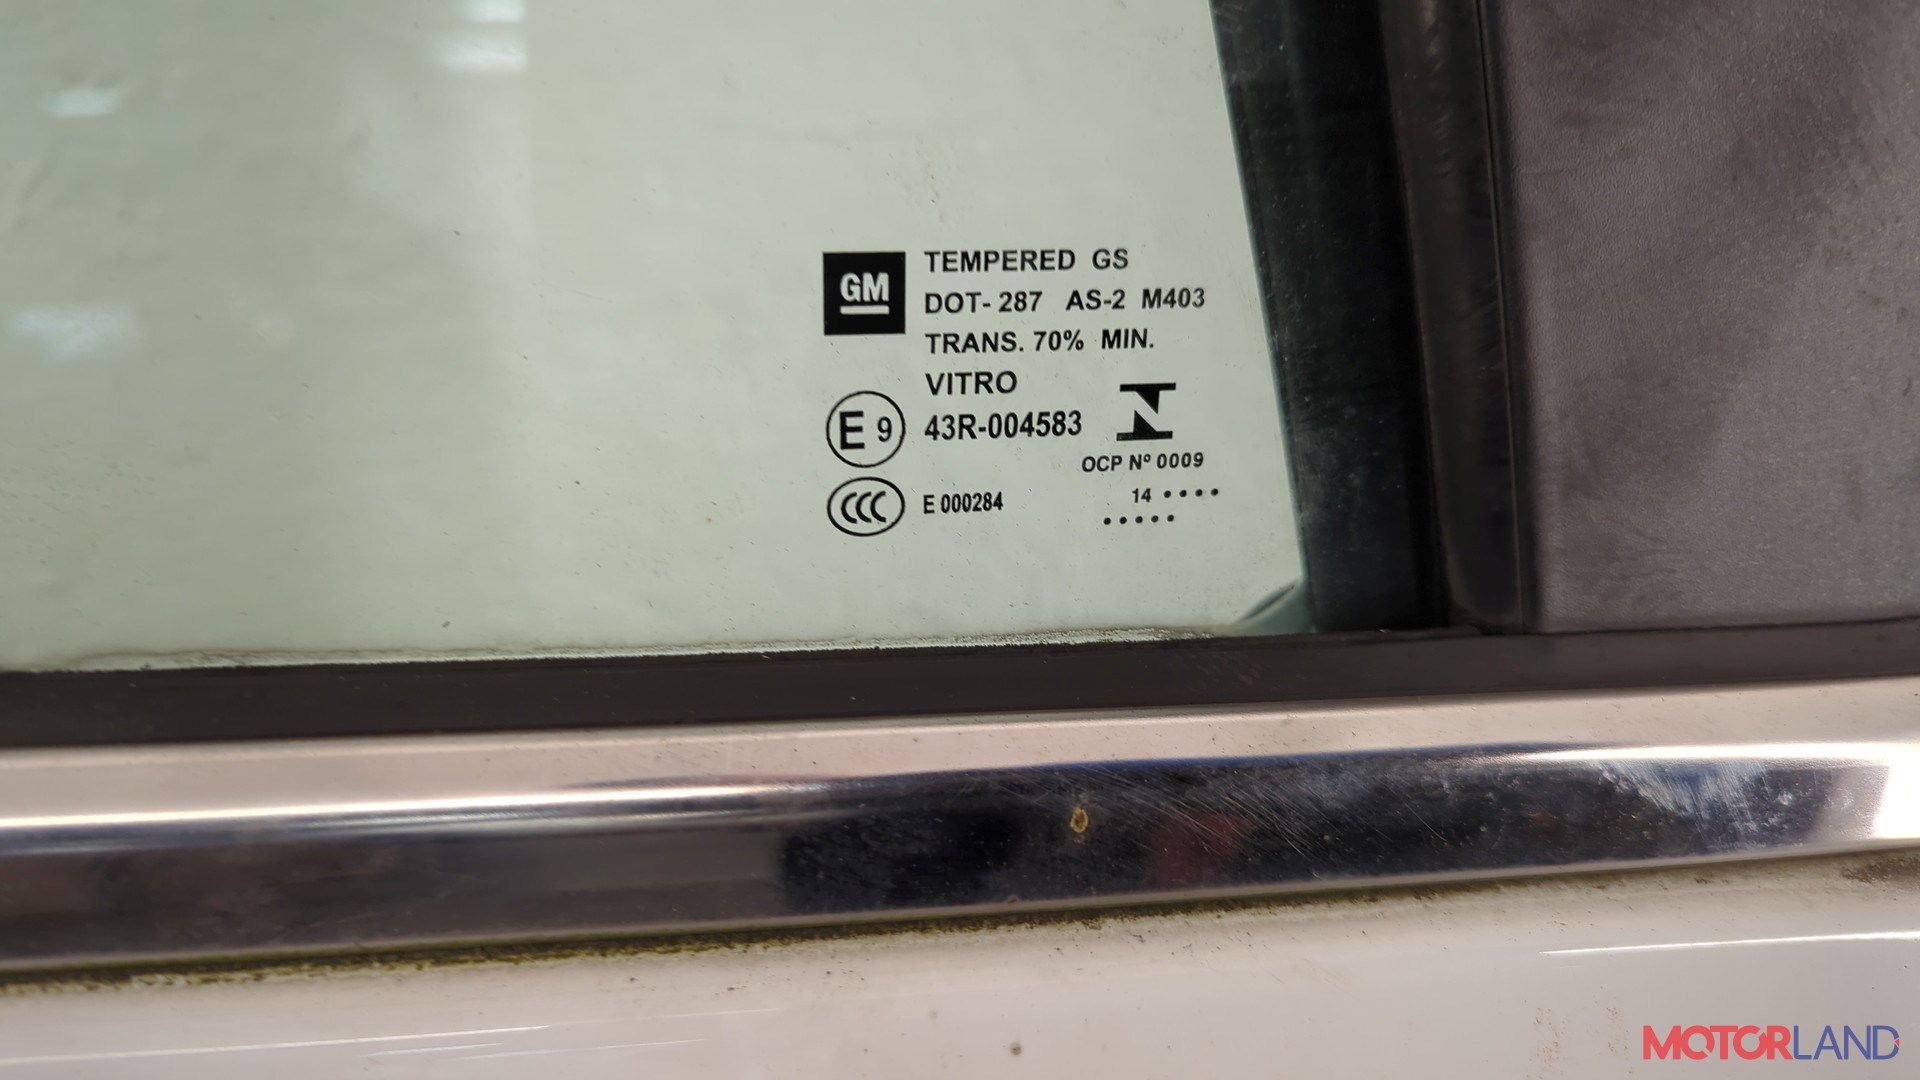 GM
TEMPERED GS
DOT- 287 AS-2 M403
TRANS. 70% MIN.
VITRO
E 9 43R-004583
OCP Nº 0009
CCC E 000284
14 ••••
•••••
MOTORLAND